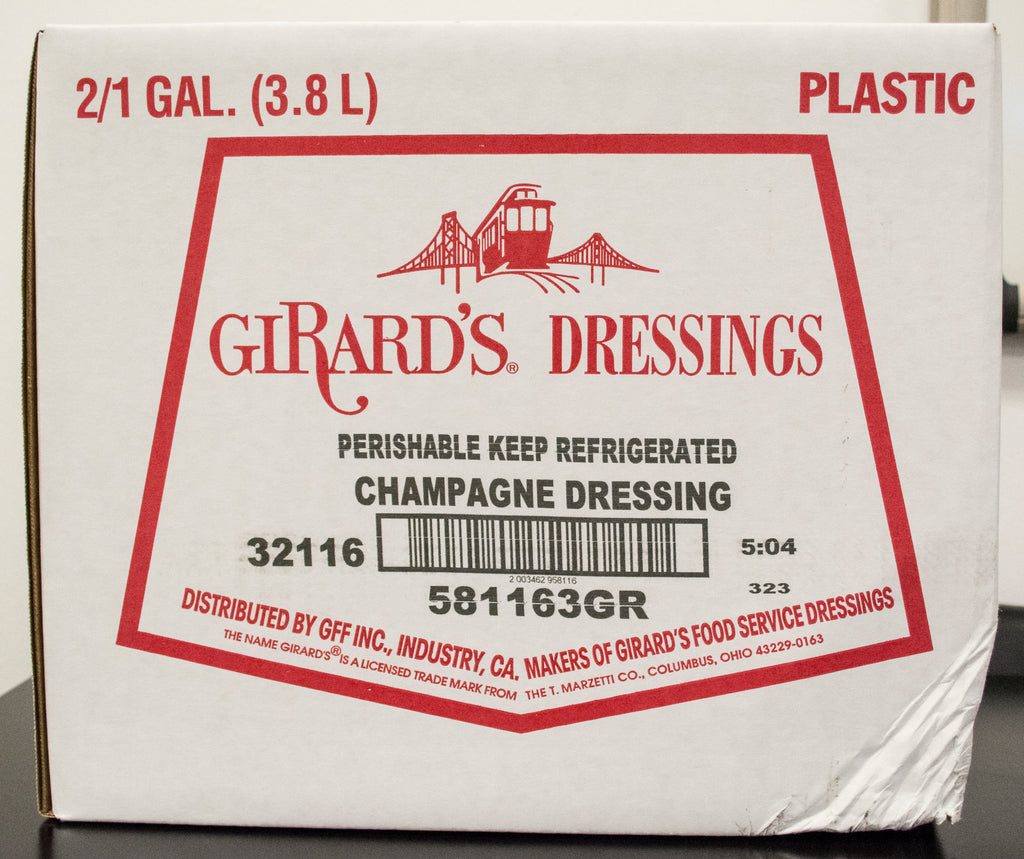 2/1 GAL. (3.8 L)
PLASTIC
GIRARD'S® DRESSINGS
PERISHABLE KEEP REFRIGERATED
CHAMPAGNE DRESSING
32116
5:04
2 003462 958116
323
581163GR
DISTRIBUTED BY GFF INC., INDUSTRY, CA. MAKERS OF GIRARD'S FOOD SERVICE DRESSINGS
THE NAME GIRARD'S® IS A LICENSED TRADE MARK FROM THE T. MARZETTI CO., COLUMBUS, OHIO 43229-0163